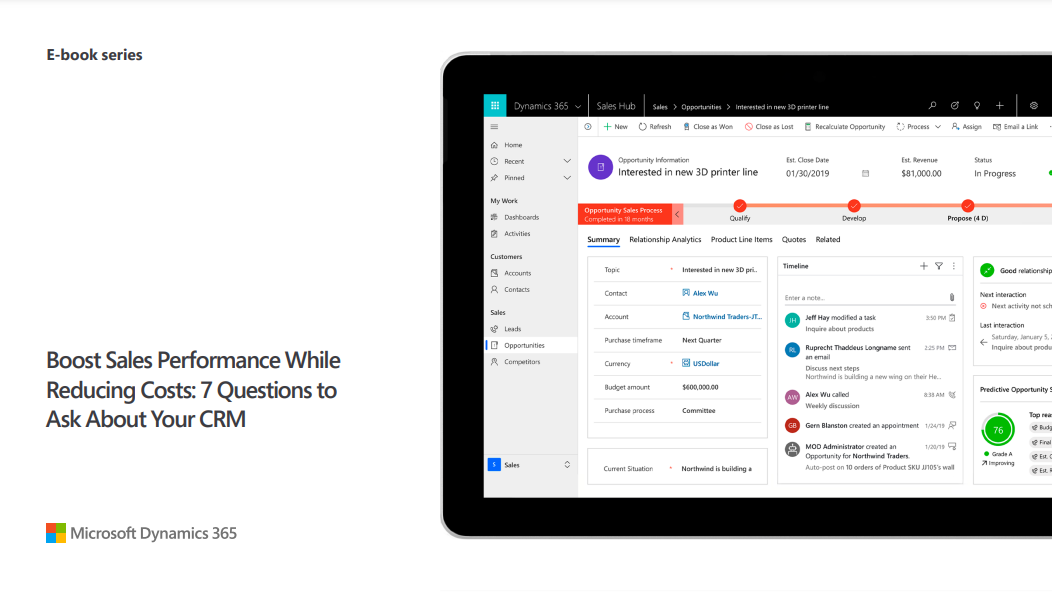 E-book series
Boost Sales Performance While
Reducing Costs: 7 Questions to
Ask About Your CRM
Microsoft Dynamics 365
Dynamics 365
Sales Hub
Sales > Opportunities > Interested in new 3D printer line
New
Refresh
Close as Won
Close as Lost
Recalculate Opportunity
Process
Assign
Email a Link
Home
Recent
Pinned
My Work
Dashboards
Activities
Customers
Accounts
Contacts
Sales
Leads
Opportunities
Competitors
S
Sales
Opportunity Information
Interested in new 3D printer line
Est. Close Date
01/30/2019
Est. Revenue
$81,000.00
Status
In Progress
Opportunity Sales Process
Completed in 18 months
Qualify
Develop
Propose (4 D)
Summary
Relationship Analytics
Product Line Items
Quotes
Related
Topic * Interested in new 3D pri..
Contact Alex Wu
Account * Northwind Traders-JT...
Purchase timeframe Next Quarter
Currency * USDollar
Budget amount $600,000.00
Purchase process Committee
Current Situation * Northwind is building a
Timeline
Enter a note...
JH
Jeff Hay modified a task 3:50 PM
Inquire about products
RL
Ruprecht Thaddeus Longname sent 2:25 PM
an email
Discuss next steps
Northwind is building a new wing on their He...
AW
Alex Wu called 8:38 AM
Weekly discussion
GB
Gern Blanston created an appointment 1/24/19
MOD Administrator created an 1/20/19
Opportunity for Northwind Traders.
Auto-post on 10 orders of Product SKU JJ105's wall
Good relationship
Next interaction
Next activity not sch
Last interaction
Saturday, January 5, 2
Inquire about produ
Predictive Opportunity S
76
Grade A
Improving
Top rea
Budg
Final
Est. C
Est. R